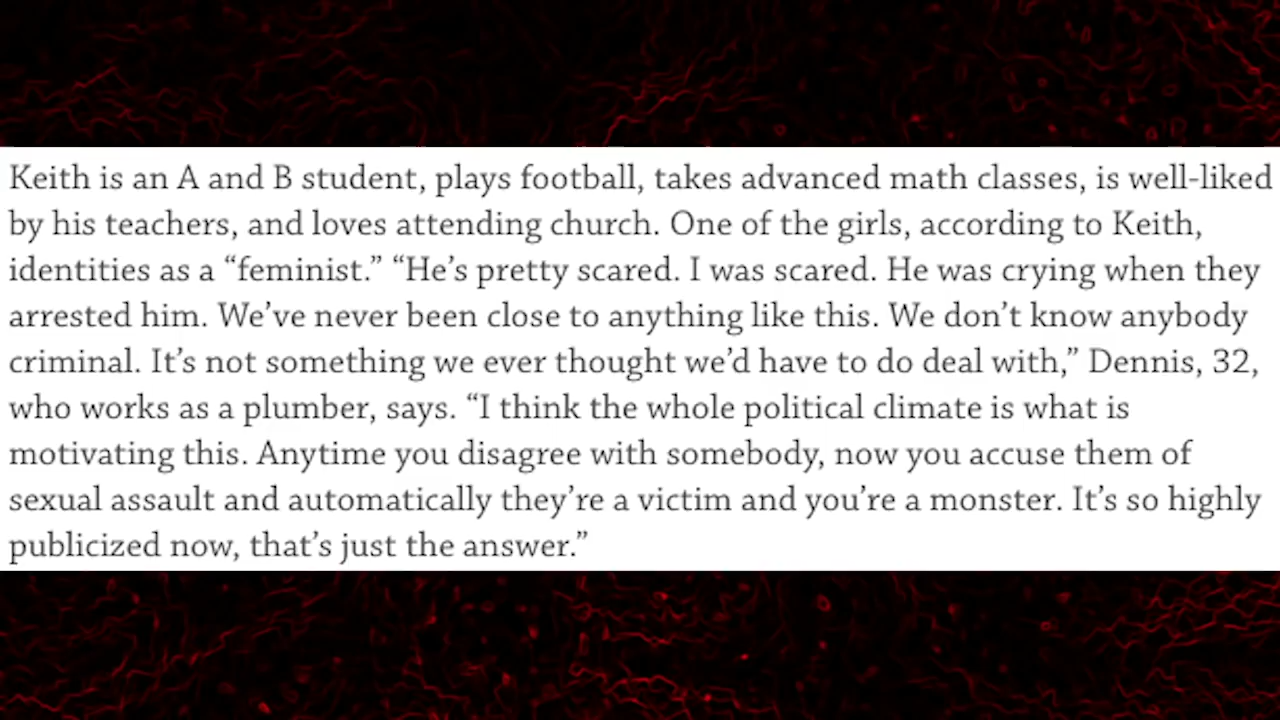 Keith is an A and B student, plays football, takes advanced math classes, is well-liked
by his teachers, and loves attending church. One of the girls, according to Keith,
identities as a “feminist.” “He’s pretty scared. I was scared. He was crying when they
arrested him. We’ve never been close to anything like this. We don’t know anybody
criminal. It’s not something we ever thought we’d have to do deal with,” Dennis, 32,
who works as a plumber, says. “I think the whole political climate is what is
motivating this. Anytime you disagree with somebody, now you accuse them of
sexual assault and automatically they’re a victim and you’re a monster. It’s so highly
publicized now, that’s just the answer.”